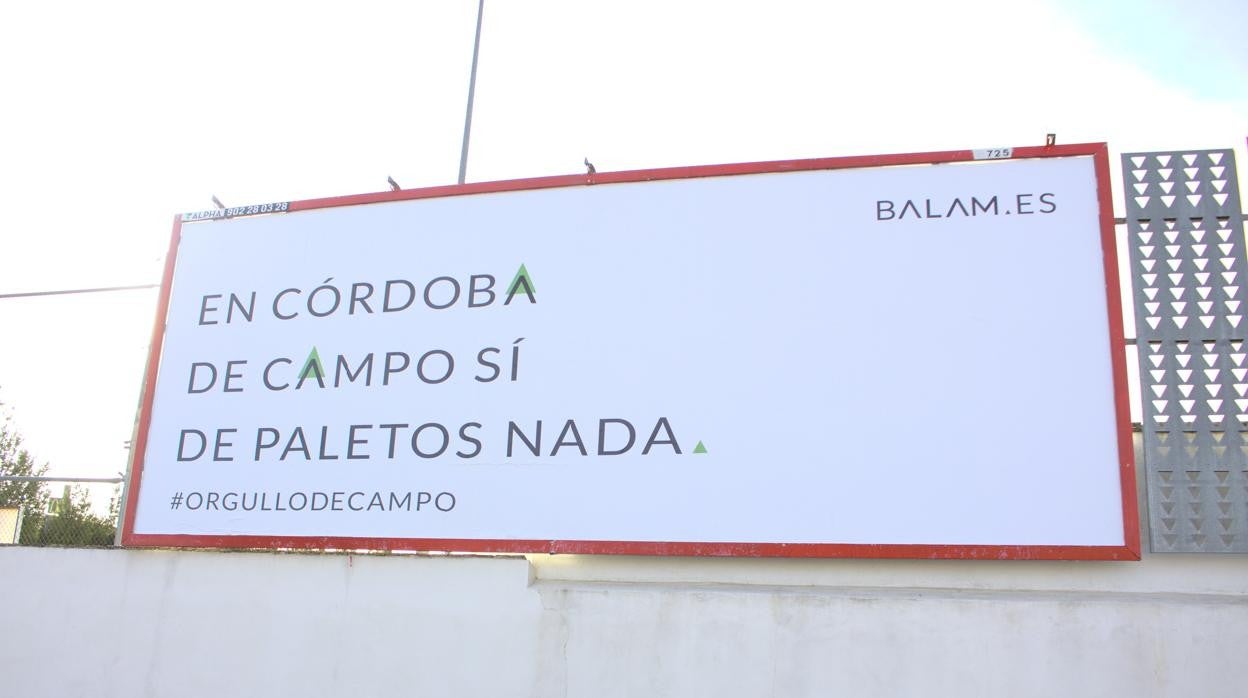 725
ALPHA 902 28 03 28
BALAM.ES
EN CÓRDOBA
DE CAMPO SÍ
DE PALETOS NADA.
#ORGULLODECAMPO